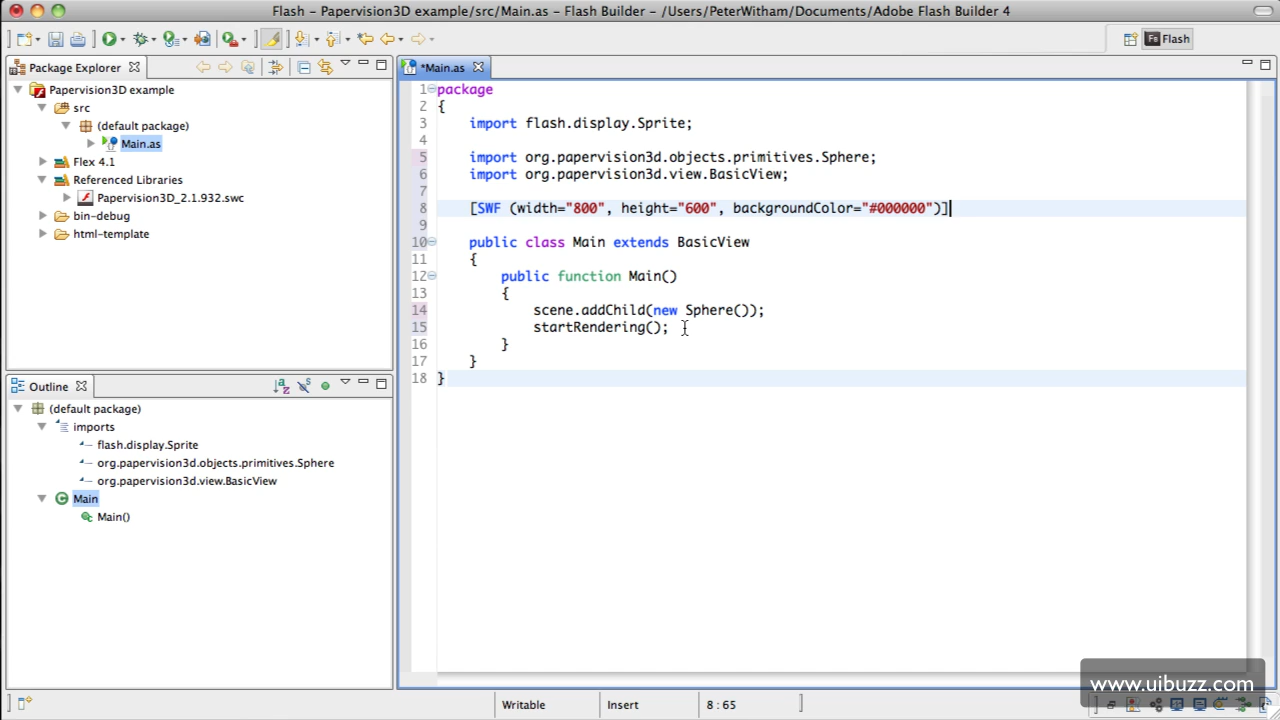 Flash – Papervision3D example/src/Main.as – Flash Builder – /Users/PeterWitham/Documents/Adobe Flash Builder 4
Flash
Package Explorer
Papervision3D example
src
(default package)
Main.as
Flex 4.1
Referenced Libraries
Papervision3D_2.1.932.swc
bin-debug
html-template
Outline
(default package)
imports
flash.display.Sprite
org.papervision3d.objects.primitives.Sphere
org.papervision3d.view.BasicView
Main
Main()
*Main.as
1 package
2 {
3 import flash.display.Sprite;
4
5 import org.papervision3d.objects.primitives.Sphere;
6 import org.papervision3d.view.BasicView;
7
8 [SWF (width="800", height="600", backgroundColor="#000000")]
9
10 public class Main extends BasicView
11 {
12 public function Main()
13 {
14 scene.addChild(new Sphere());
15 startRendering();
16 }
17 }
18 }
www.uibuzz.com
Writable
Insert
8 : 65